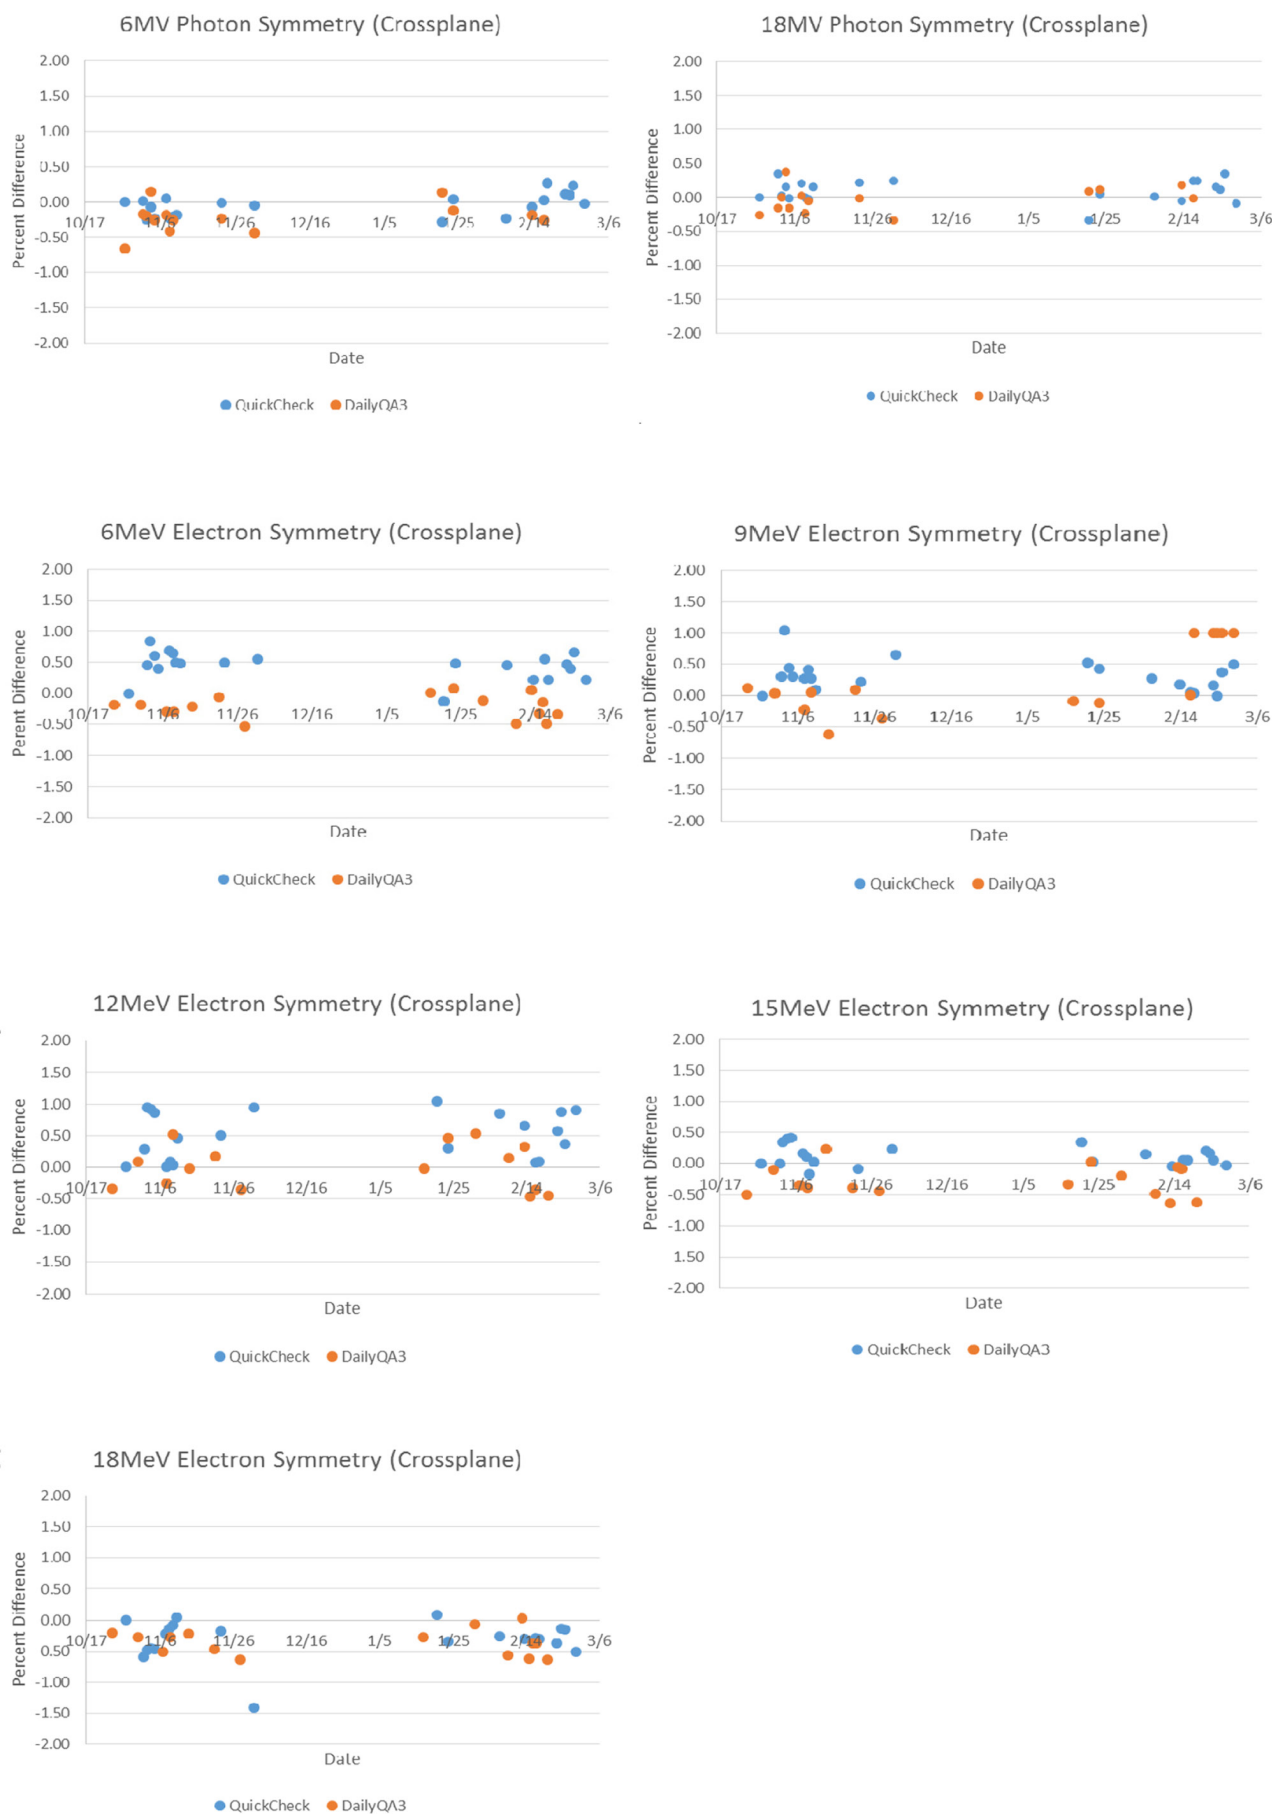 6MV Photon Symmetry (Crossplane)
2.00
1.50
1.00
0.50
0.00
-0.50
-1.00
-1.50
-2.00
10/17 11/6 11/26 12/16 1/5 1/25 2/14 3/6
Percent Difference
Date
QuickCheck DailyQA3
18MV Photon Symmetry (Crossplane)
2.00
1.50
1.00
0.50
0.00
-0.50
-1.00
-1.50
-2.00
10/17 11/6 11/26 12/16 1/5 1/25 2/14 3/6
Percent Difference
Date
QuickCheck DailyQA3
6MeV Electron Symmetry (Crossplane)
2.00
1.50
1.00
0.50
0.00
-0.50
-1.00
-1.50
-2.00
10/17 11/6 11/26 12/16 1/5 1/25 2/14 3/6
Perent Difference
Date
QuickCheck DailyQA3
9MeV Electron Symmetry (Crossplane)
2.00
1.50
1.00
0.50
0.00
-0.50
-1.00
-1.50
-2.00
10/17 11/6 11/26 12/16 1/5 1/25 2/14 3/6
Percent Difference
Date
QuickCheck DailyQA3
12MeV Electron Symmetry (Crossplane)
2.00
1.50
1.00
0.50
0.00
-0.50
-1.00
-1.50
-2.00
10/17 11/6 11/26 12/16 1/5 1/25 2/14 3/6
Percent Difference
Date
QuickCheck DailyQA3
15MeV Electron Symmetry (Crossplane)
2.00
1.50
1.00
0.50
0.00
-0.50
-1.00
1.50
-2.00
10/17 11/6 11/26 12/16 1/5 1/25 2/14 3/6
Percent Difference
Date
QuickCheck DailyQA3
18MeV Electron Symmetry (Crossplane)
2.00
1.50
1.00
0.50
0.00
0.50
-1.00
-1.50
-2.00
10/17 11/6 11/26 12/16 1/5 1/25 2/14 3/6
Percent Difference
Date
QuickCheck DailyQA3